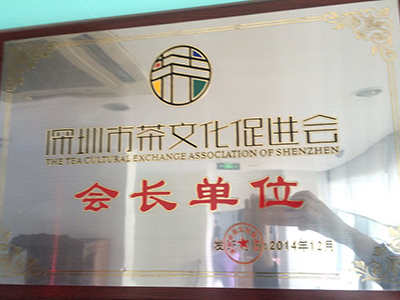 深圳市茶文化促进会
THE TEA CULTURAL EXCHANGE ASSOCIATION OF SHENZHEN
会长单位
2014年12月